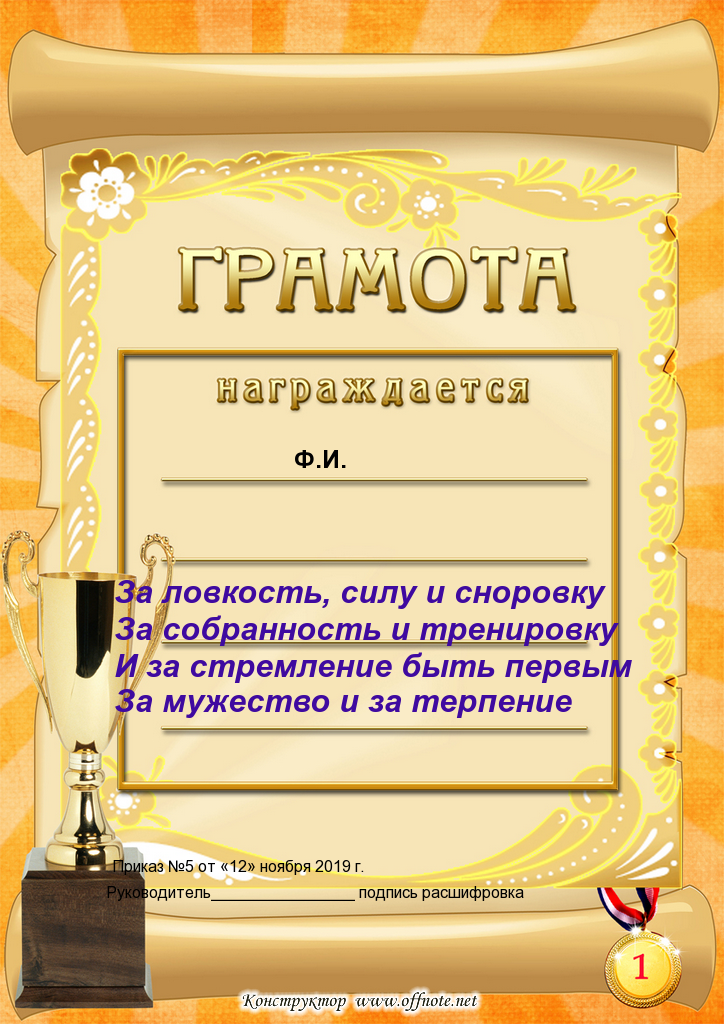 ГРАМОТА
награждается
Ф.И.
За ловкость, силу и сноровку
За собранность и тренировку
И за стремление быть первым
За мужество и за терпение
Приказ №5 от «12» ноября 2019 г.
Руководитель________________ подпись расшифровка
1
Конструктор www.offnote.net